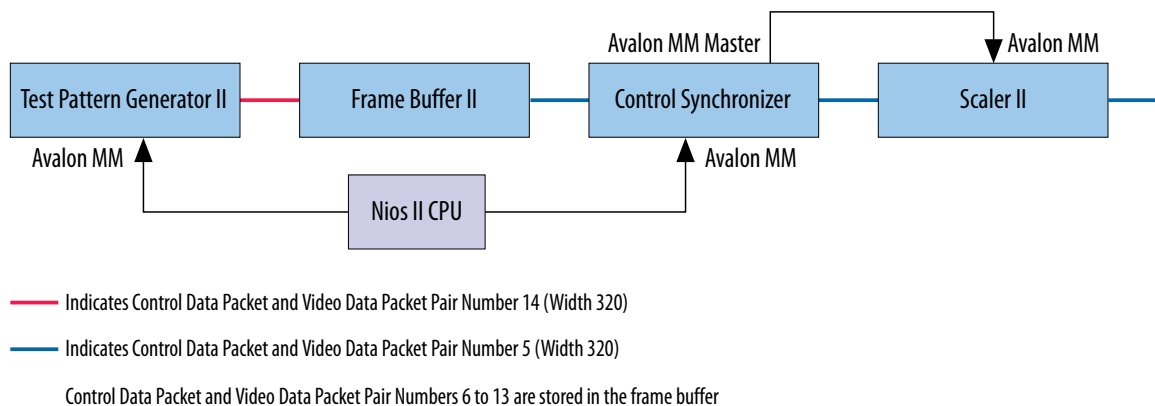 Avalon MM Master
Avalon MM
Test Pattern Generator II
Frame Buffer II
Control Synchronizer
Scaler II
Avalon MM
Avalon MM
Nios II CPU
Indicates Control Data Packet and Video Data Packet Pair Number 14 (Width 320)
Indicates Control Data Packet and Video Data Packet Pair Number 5 (Width 320)
Control Data Packet and Video Data Packet Pair Numbers 6 to 13 are stored in the frame buffer